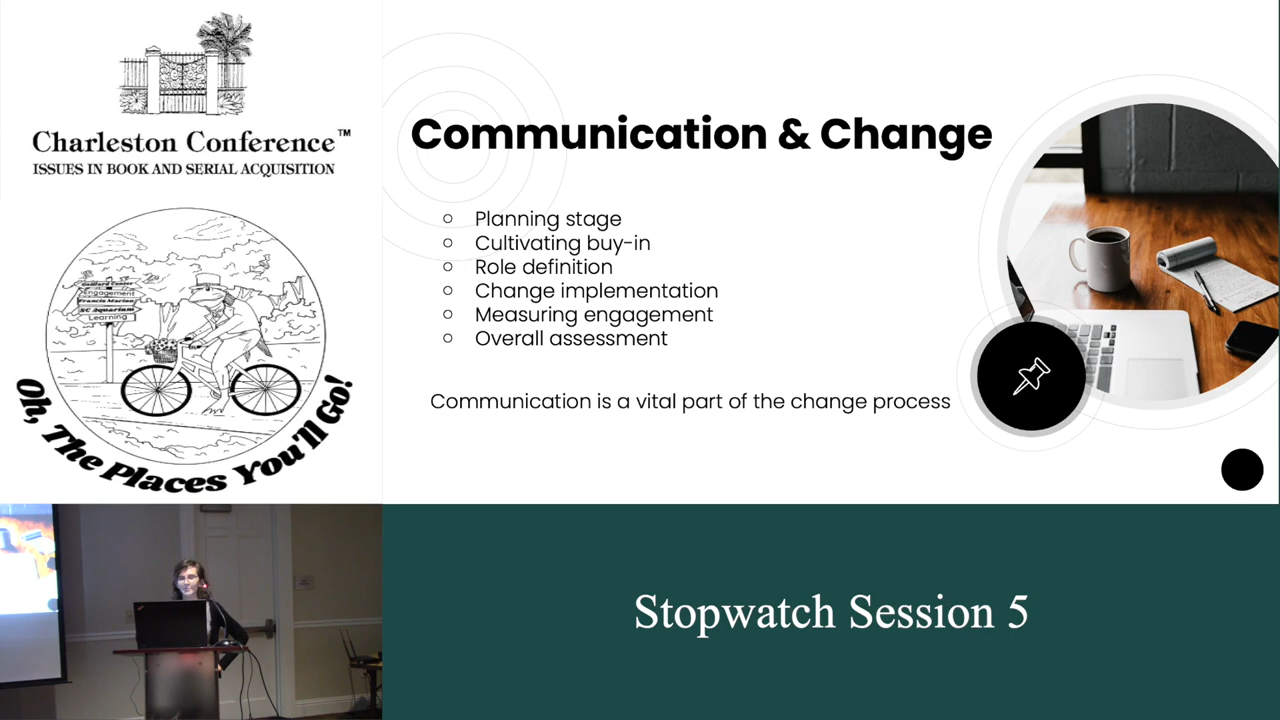 Charleston Conference™
ISSUES IN BOOK AND SERIAL ACQUISITION
Gaillard Center
Engagement
Francis Marion
SC Aquarium
Learning
Oh, The Places You'll Go!
Communication & Change
Planning stage
Cultivating buy-in
Role definition
Change implementation
Measuring engagement
Overall assessment
Communication is a vital part of the change process
Stopwatch Session 5